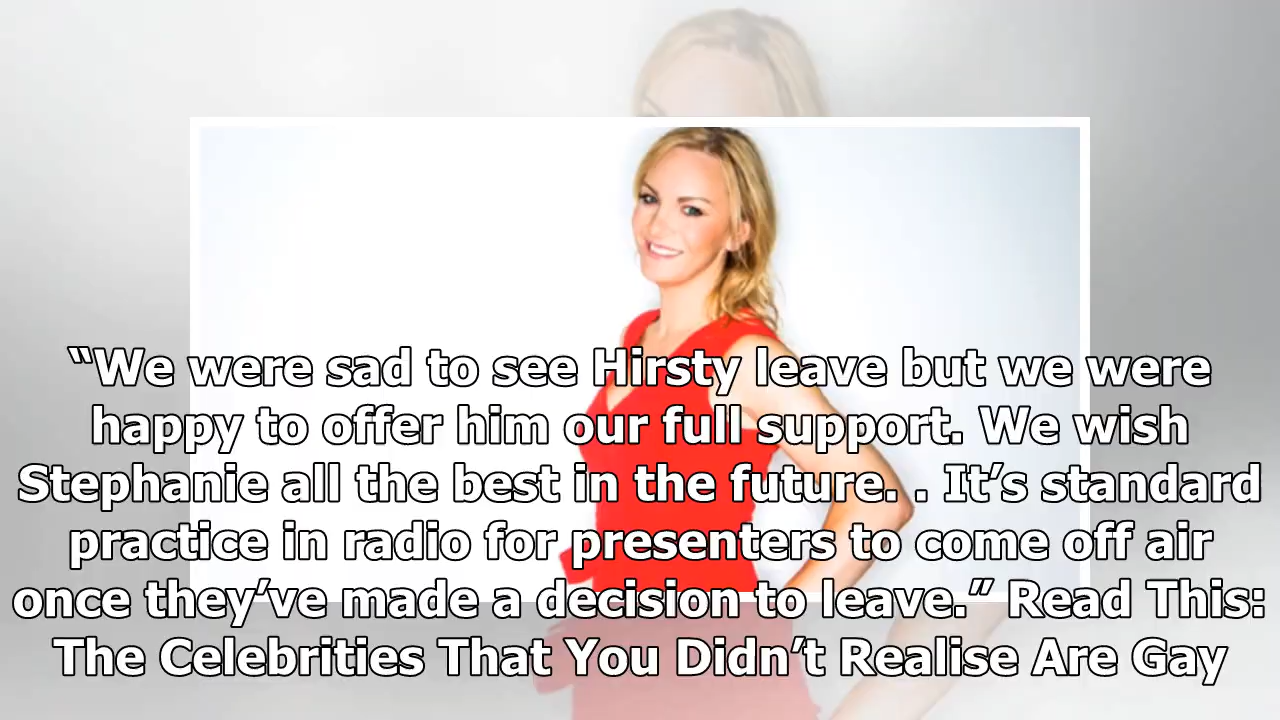 “We were sad to see Hirsty leave but we were
happy to offer him our full support. We wish
Stephanie all the best in the future. . It’s standard
practice in radio for presenters to come off air
once they’ve made a decision to leave.” Read This:
The Celebrities That You Didn’t Realise Are Gay